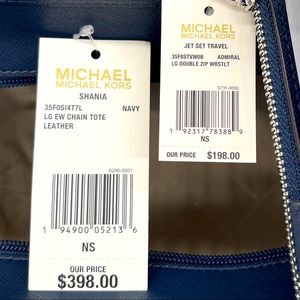 MICHAEL
MICHAEL KORS
SHANIA
35F0SI4T7L NAVY
LG EW CHAIN TOTE
LEATHER
5290-0001
1 94900 05213 6
NS
OUR PRICE
$398.00
MICHAEL
MICHAEL KORS
JET SET TRAVEL
35F8STVW0B ADMIRAL
LG DOUBLE ZIP WRSTLT
5731-0002
1 92317 78388 9
NS
OUR PRICE
$198.00